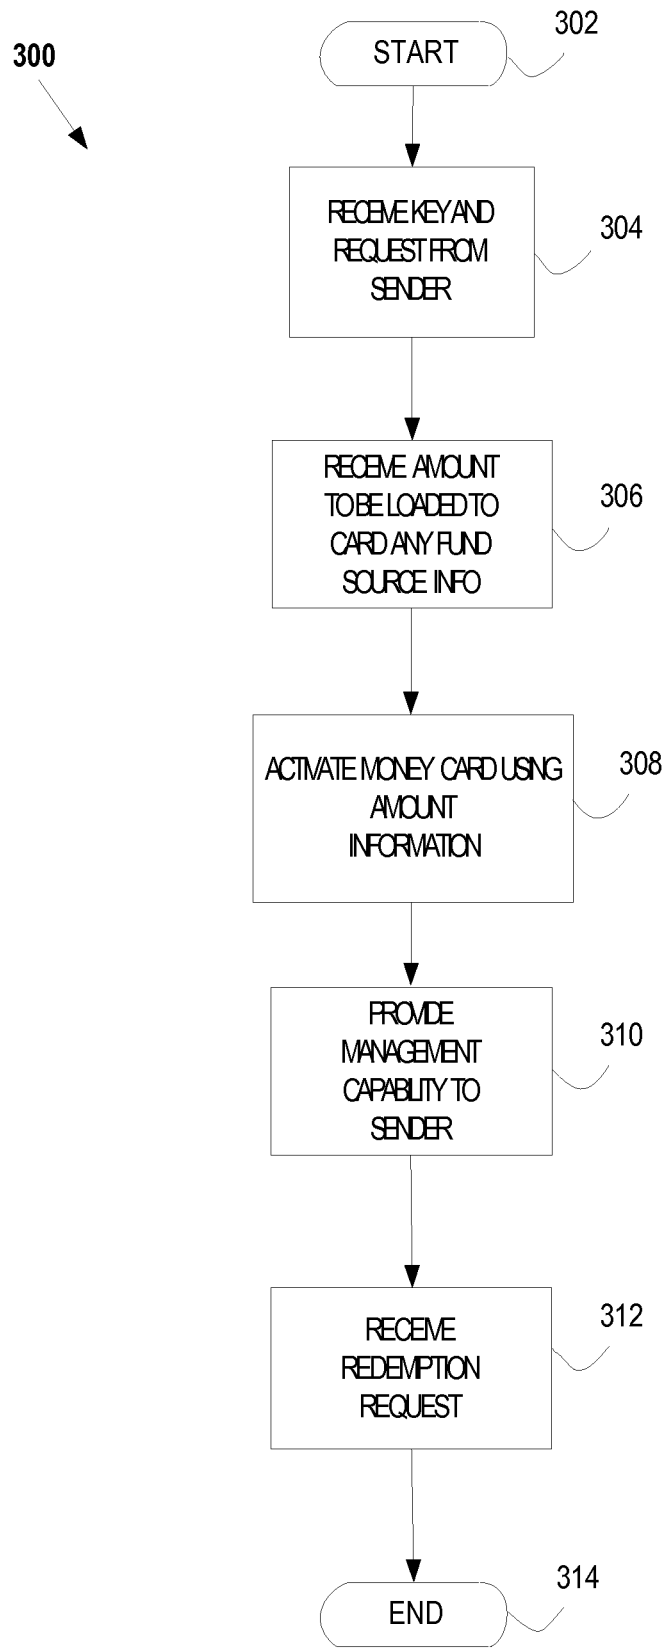 300
302
START
304
RECEIVE KEY AND
REQUEST FROM
SENDER
306
RECEIVE AMOUNT
TO BE LOADED TO
CARD ANY FUND
SOURCE INFO
308
ACTIVATE MONEY CARD USING
AMOUNT
INFORMATION
310
PROVIDE
MANAGEMENT
CAPABILITY TO
SENDER
312
RECEIVE
REDEMPTION
REQUEST
314
END